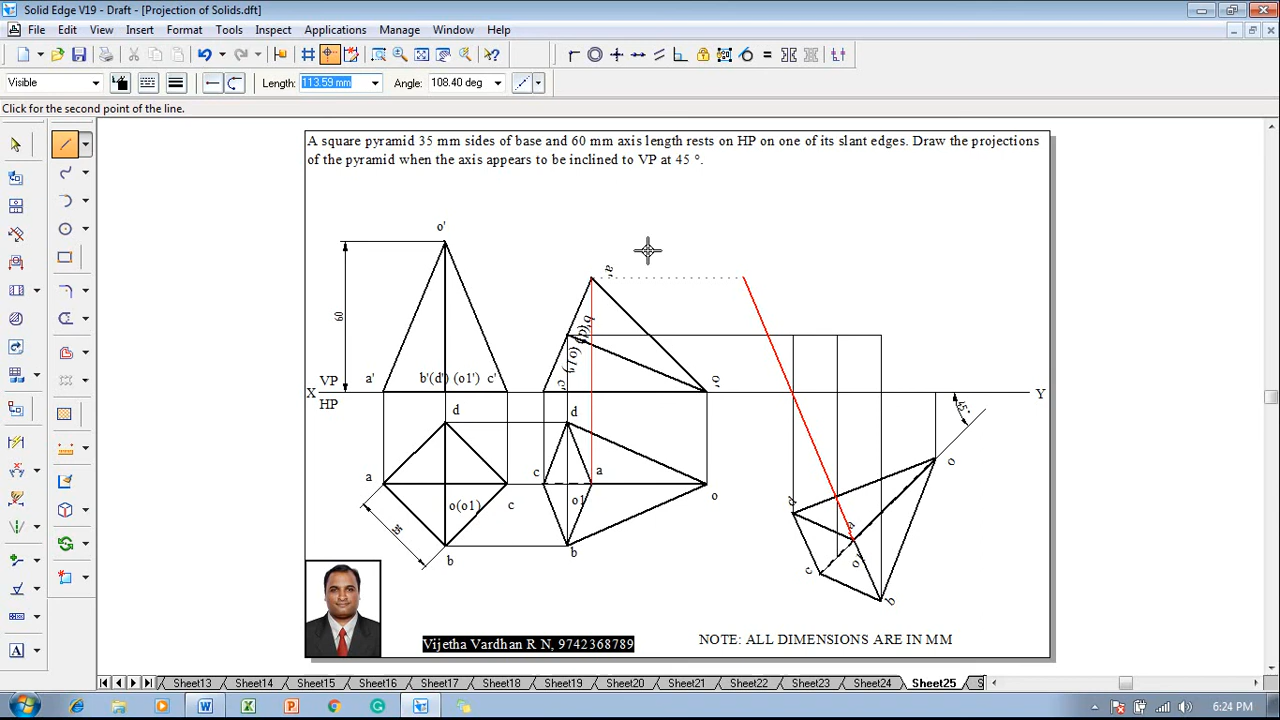 Solid Edge V19 - Draft - [Projection of Solids.dft]
File Edit View Insert Format Tools Inspect Applications Manage Window Help
Visible Length: 113.59 mm Angle: 108.40 deg
Click for the second point of the line.
A square pyramid 35 mm sides of base and 60 mm axis length rests on HP on one of its slant edges. Draw the projections
of the pyramid when the axis appears to be inclined to VP at 45 °.
o'
a'
60
b'(d')
(o1')
c'
o'
VP
a'
b'(d') (o1') c'
X
Y
HP
45°
d
d
a
c
a
o
o(o1)
c
o1
o
d
a
35
b
b
c
o1
b
Vijetha Vardhan R N, 9742368789
NOTE: ALL DIMENSIONS ARE IN MM
Sheet13 Sheet14 Sheet15 Sheet16 Sheet17 Sheet18 Sheet19 Sheet20 Sheet21 Sheet22 Sheet23 Sheet24 Sheet25 S
6:24 PM